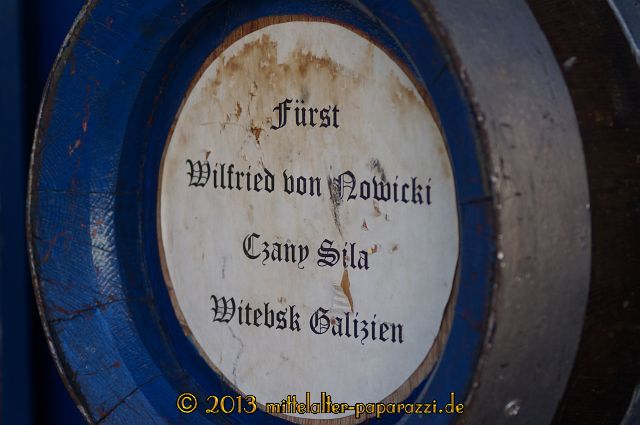 Fürst
Wilfried von Nowicki
Czany Sila
Witebsk Galizien
© 2013 mittelalter-paparazzi.de